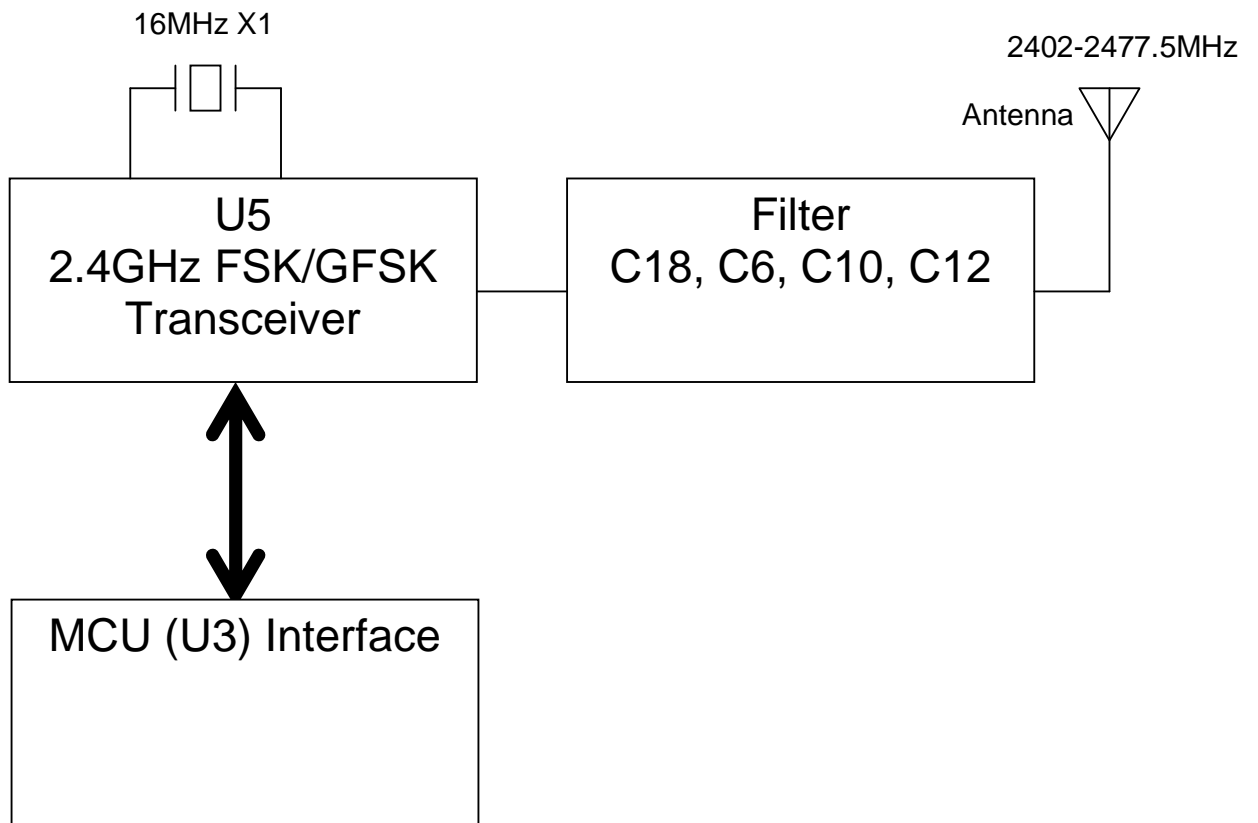 16MHz X1
2402-2477.5MHz
Antenna
U5
2.4GHz FSK/GFSK
Transceiver
Filter
C18, C6, C10, C12
MCU (U3) Interface